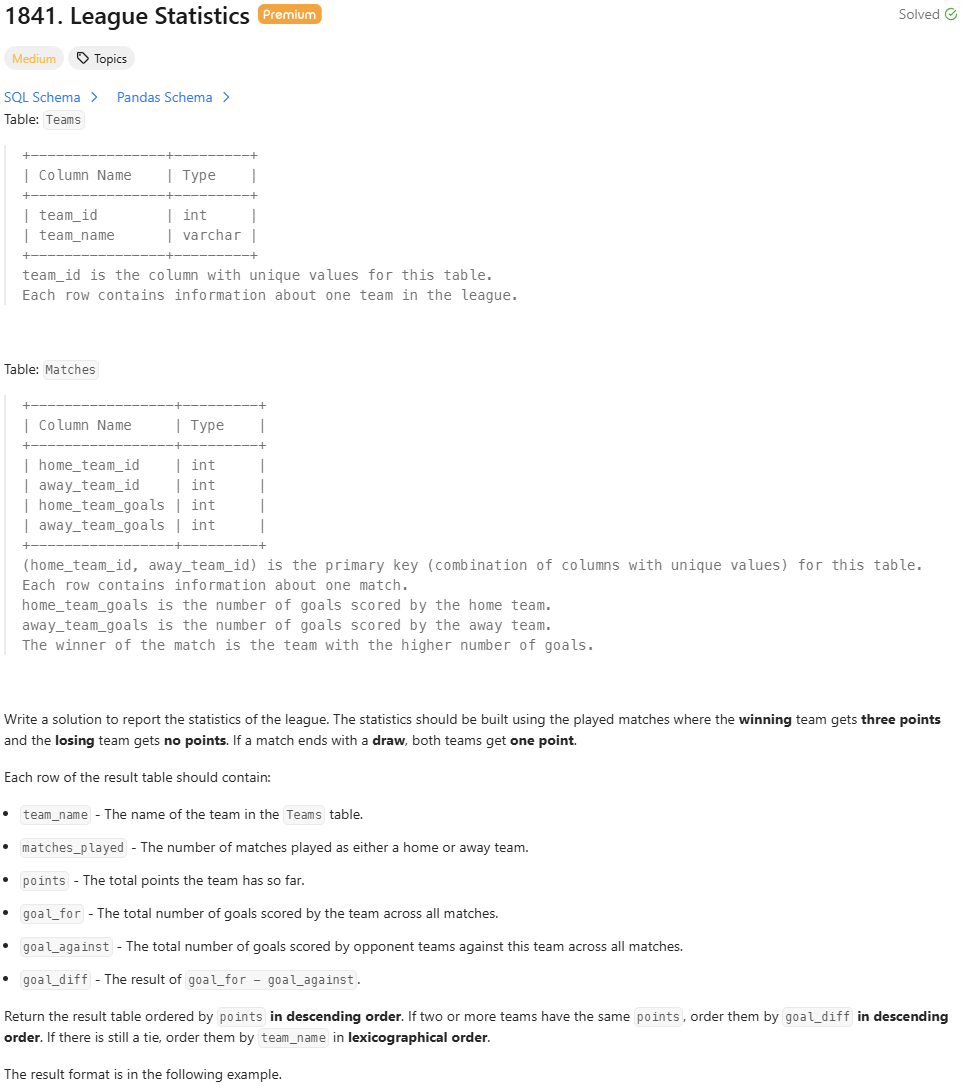 1841. League Statistics Premium Solved
Medium Topics
SQL Schema > Pandas Schema >
Table: Teams
+----------------+---------+
| Column Name    | Type    |
+----------------+---------+
| team_id        | int     |
| team_name      | varchar |
+----------------+---------+
team_id is the column with unique values for this table.
Each row contains information about one team in the league.
Table: Matches
+-----------------+---------+
| Column Name     | Type    |
+-----------------+---------+
| home_team_id    | int     |
| away_team_id    | int     |
| home_team_goals | int     |
| away_team_goals | int     |
+-----------------+---------+
(home_team_id, away_team_id) is the primary key (combination of columns with unique values) for this table.
Each row contains information about one match.
home_team_goals is the number of goals scored by the home team.
away_team_goals is the number of goals scored by the away team.
The winner of the match is the team with the higher number of goals.
Write a solution to report the statistics of the league. The statistics should be built using the played matches where the winning team gets three points
and the losing team gets no points. If a match ends with a draw, both teams get one point.
Each row of the result table should contain:
• team_name - The name of the team in the Teams table.
• matches_played - The number of matches played as either a home or away team.
• points - The total points the team has so far.
• goal_for - The total number of goals scored by the team across all matches.
• goal_against - The total number of goals scored by opponent teams against this team across all matches.
• goal_diff - The result of goal_for - goal_against.
Return the result table ordered by points in descending order. If two or more teams have the same points, order them by goal_diff in descending
order. If there is still a tie, order them by team_name in lexicographical order.
The result format is in the following example.